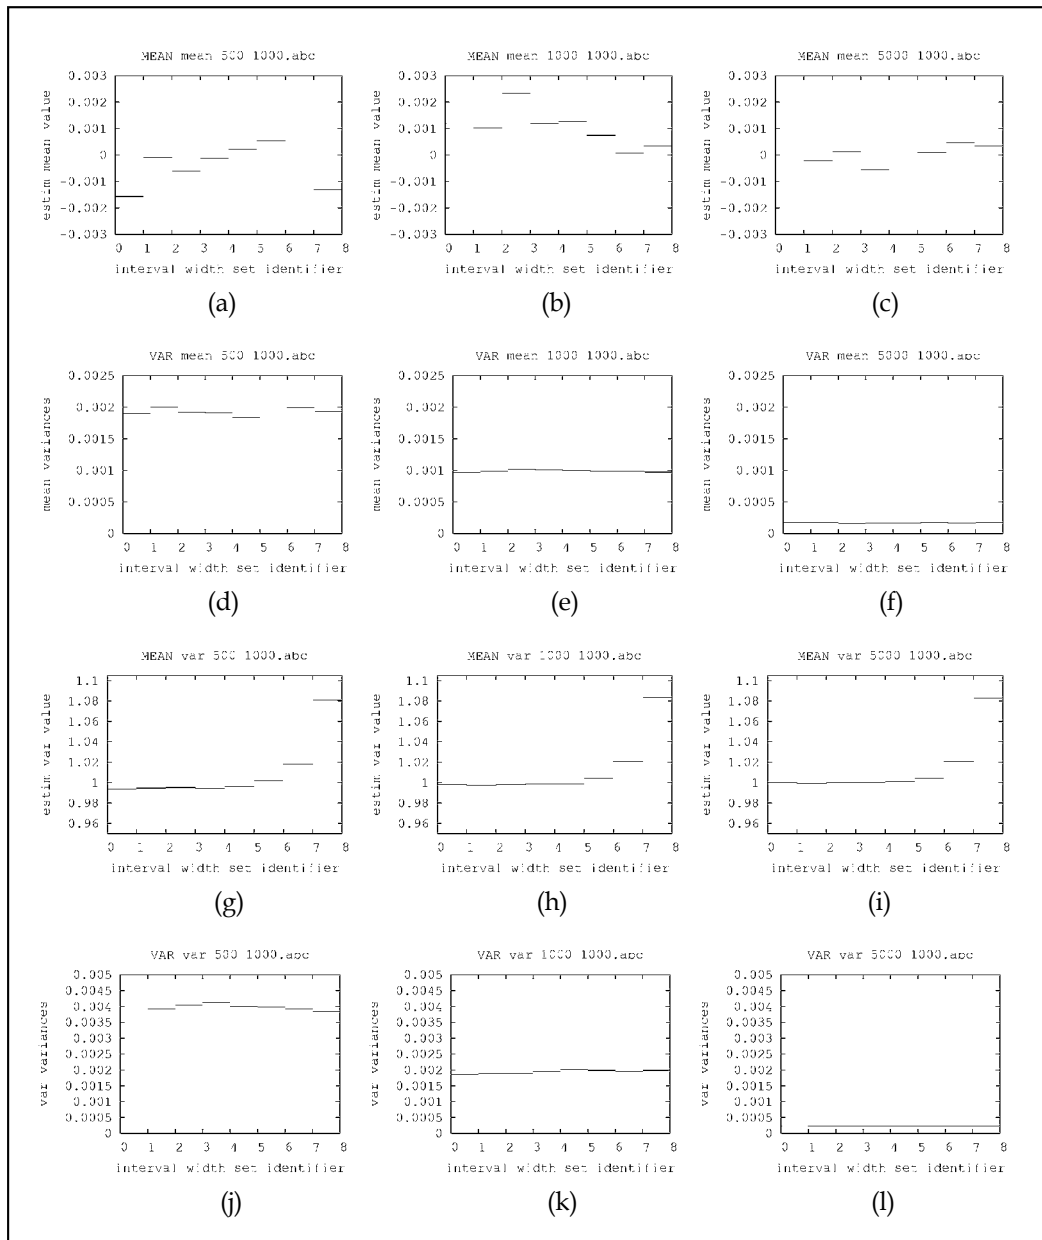 MEAN mean 500 1000.abc
MEAN mean 1000 1000.abc
MEAN mean 5000 1000.abc
estim mean value
0.003
0.002
0.001
0
-0.001
-0.002
-0.003
0 1 2 3 4 5 6 7 8
interval width set identifier
(a)
estim mean value
0.003
0.002
0.001
0
-0.001
-0.002
-0.003
0 1 2 3 4 5 6 7 8
interval width set identifier
(b)
estim mean value
0.003
0.002
0.001
0
-0.001
-0.002
-0.003
0 1 2 3 4 5 6 7 8
interval width set identifier
(c)
VAR mean 500 1000.abc
VAR mean 1000 1000.abc
VAR mean 5000 1000.abc
mean variances
0.0025
0.002
0.0015
0.001
0.0005
0
0 1 2 3 4 5 6 7 8
interval width set identifier
(d)
mean variances
0.0025
0.002
0.0015
0.001
0.0005
0
0 1 2 3 4 5 6 7 8
interval width set identifier
(e)
mean variances
0.0025
0.002
0.0015
0.001
0.0005
0
0 1 2 3 4 5 6 7 8
interval width set identifier
(f)
MEAN var 500 1000.abc
MEAN var 1000 1000.abc
MEAN var 5000 1000.abc
estim var value
1.1
1.08
1.06
1.04
1.02
1
0.98
0.96
0 1 2 3 4 5 6 7 8
interval width set identifier
(g)
estim var value
1.1
1.08
1.06
1.04
1.02
1
0.98
0.96
0 1 2 3 4 5 6 7 8
interval width set identifier
(h)
estim var value
1.1
1.08
1.06
1.04
1.02
1
0.98
0.96
0 1 2 3 4 5 6 7 8
interval width set identifier
(i)
VAR var 500 1000.abc
VAR var 1000 1000.abc
VAR var 5000 1000.abc
var variances
0.005
0.0045
0.004
0.0035
0.003
0.0025
0.002
0.0015
0.001
0.0005
0
0 1 2 3 4 5 6 7 8
interval width set identifier
(j)
var variances
0.005
0.0045
0.004
0.0035
0.003
0.0025
0.002
0.0015
0.001
0.0005
0
0 1 2 3 4 5 6 7 8
interval width set identifier
(k)
var variances
0.005
0.0045
0.004
0.0035
0.003
0.0025
0.002
0.0015
0.001
0.0005
0
0 1 2 3 4 5 6 7 8
interval width set identifier
(l)